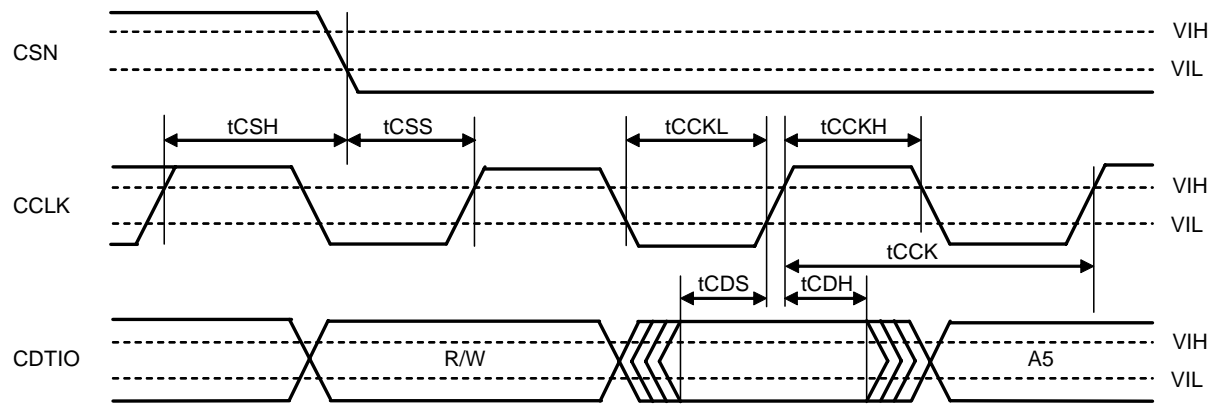 CSN
VIH
VIL
tCSH
tCSS
tCCKL
tCCKH
CCLK
VIH
VIL
tCCK
tCDS
tCDH
CDTIO
R/W
A5
VIH
VIL